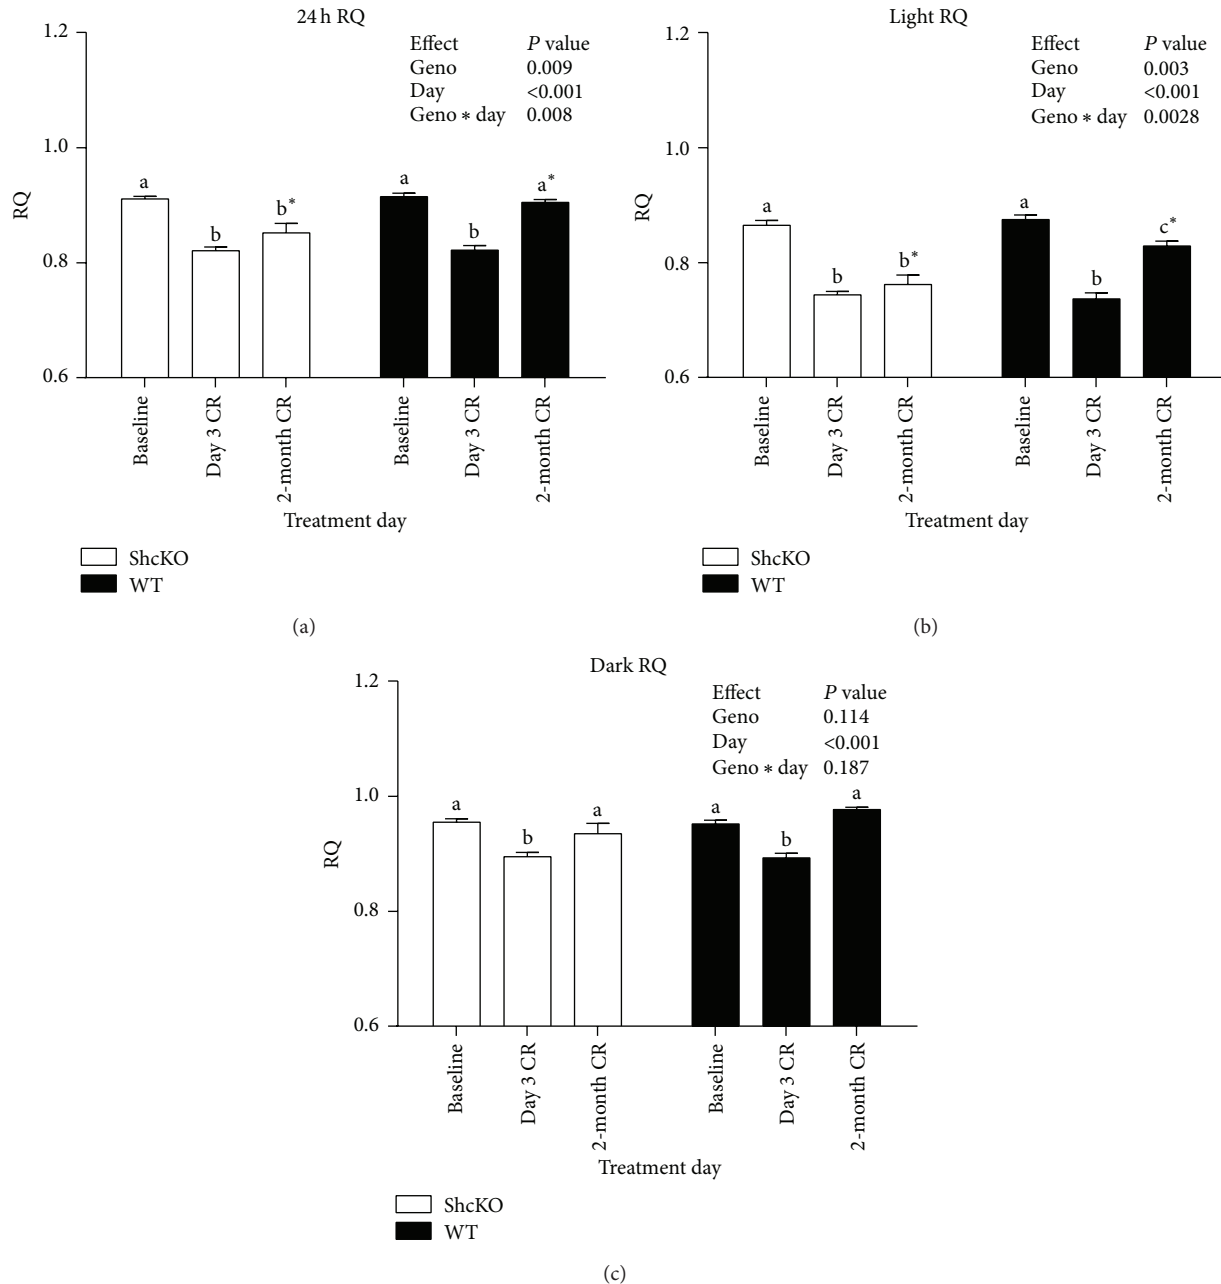 24 h RQ
Effect P value
Geno 0.009
Day <0.001
Geno ∗ day 0.008
1.2
1.0
0.8
0.6
RQ
a
b
b*
a
b
a*
Baseline
Day 3 CR
2-month CR
Baseline
Day 3 CR
2-month CR
Treatment day
ShcKO
WT
(a)
Light RQ
Effect P value
Geno 0.003
Day <0.001
Geno ∗ day 0.0028
1.2
1.0
0.8
0.6
RQ
a
b
b*
a
b
c*
Baseline
Day 3 CR
2-month CR
Baseline
Day 3 CR
2-month CR
Treatment day
ShcKO
WT
(b)
Dark RQ
Effect P value
Geno 0.114
Day <0.001
Geno ∗ day 0.187
1.2
1.0
0.8
0.6
RQ
a
b
a
a
b
a
Baseline
Day 3 CR
2-month CR
Baseline
Day 3 CR
2-month CR
Treatment day
ShcKO
WT
(c)